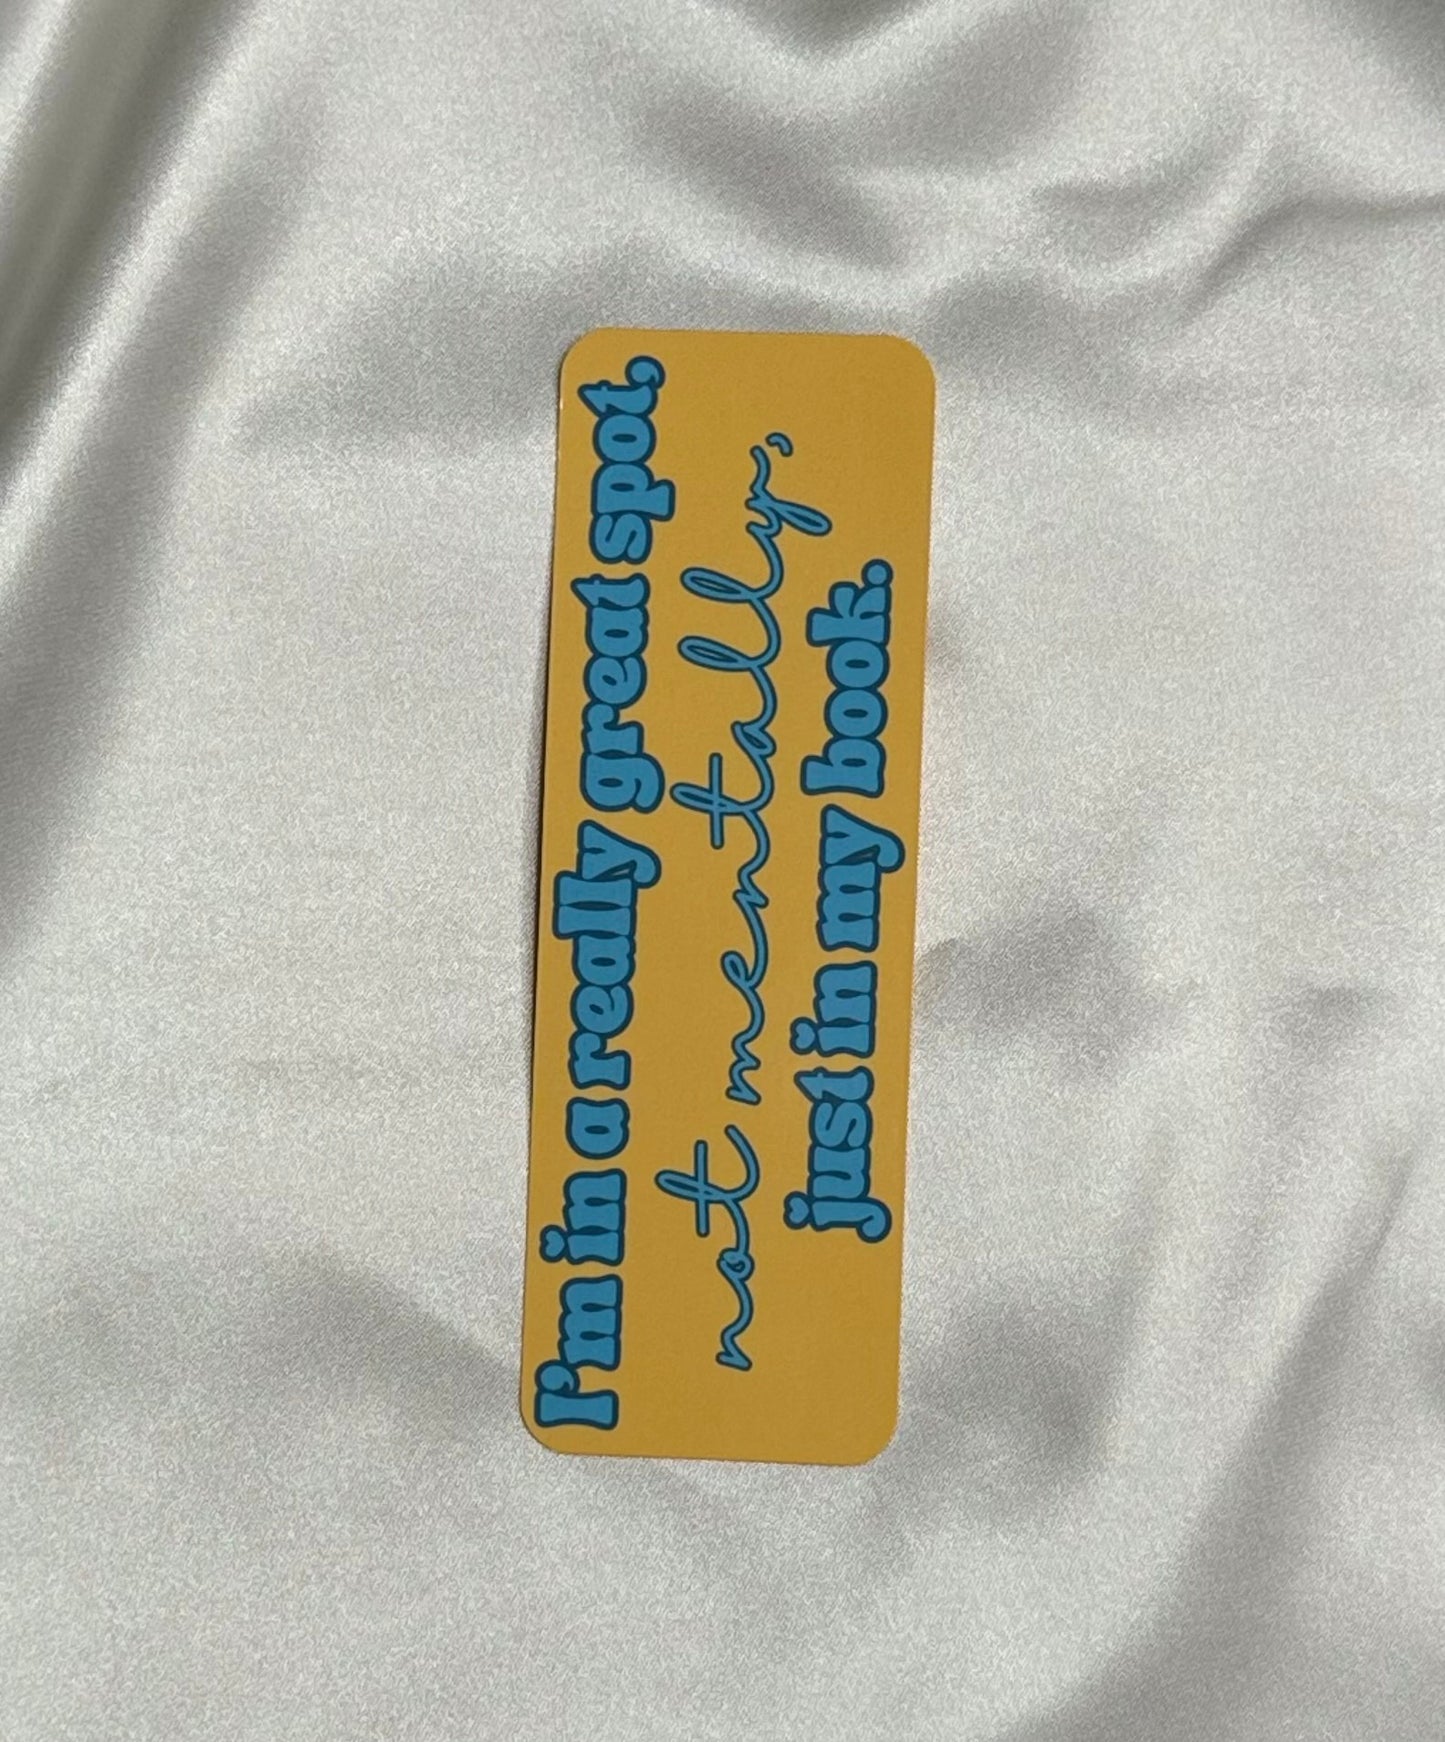 I'm in a really great spot,
not mentally,
just in my book.